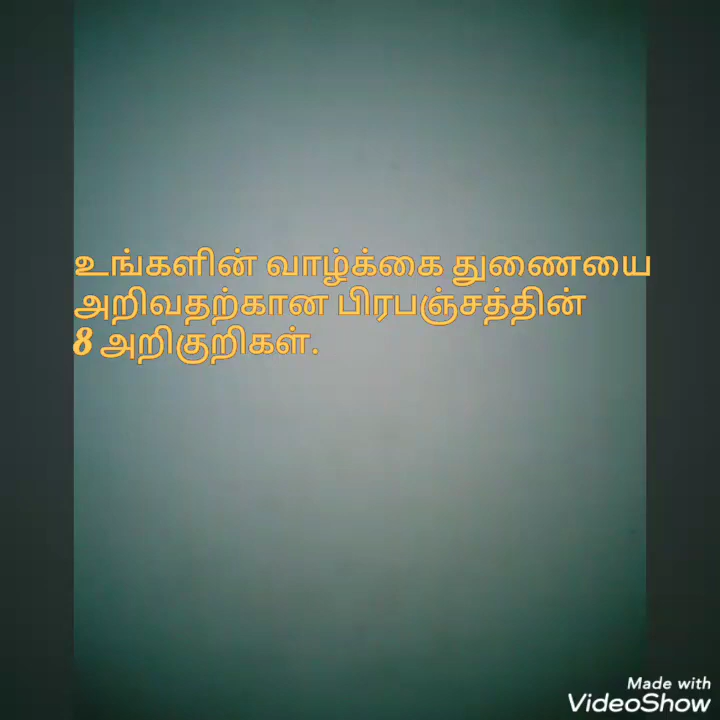 உங்களின் வாழ்க்கை துணையை
அறிவதற்கான பிரபஞ்சத்தின்
8 அறிகுறிகள்.
Made with
VideoShow